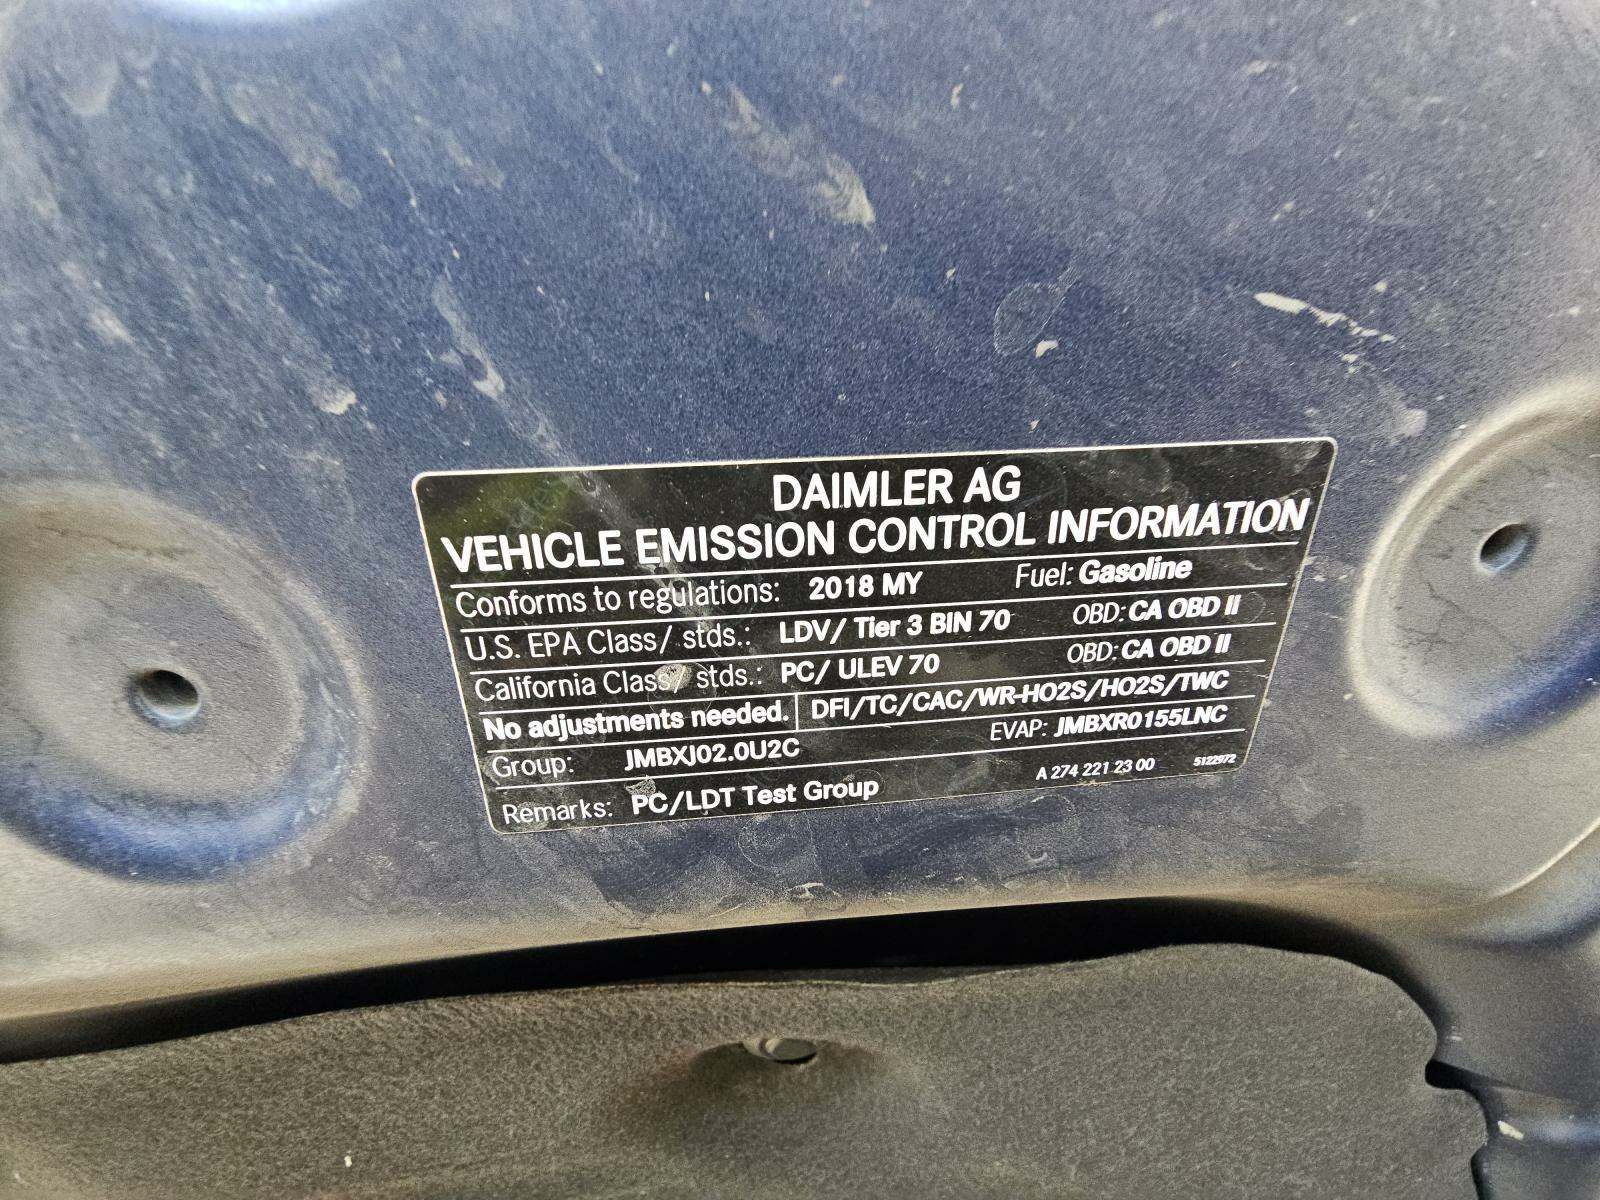 DAIMLER AG
VEHICLE EMISSION CONTROL INFORMATION
Conforms to regulations: 2018 MY Fuel: Gasoline
U.S. EPA Class/ stds.: LDV/ Tier 3 BIN 70 OBD: CA OBD II
California Class/ stds.: PC/ ULEV 70 OBD: CA OBD II
No adjustments needed. DFI/TC/CAC/WR-HO2S/HO2S/TWC
Group: JMBXJ02.0U2C EVAP: JMBXR0155LNC
Remarks: PC/LDT Test Group A 274 221 23 00 5122972